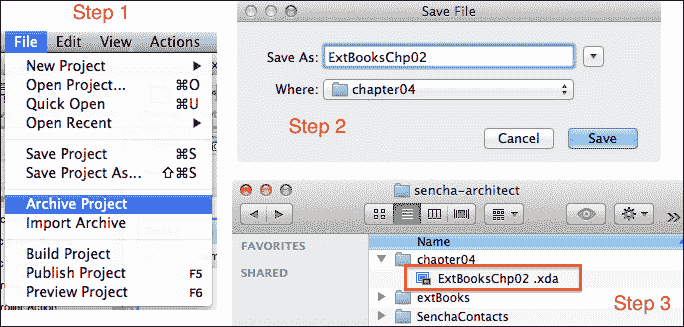 Step 1
File Edit View Actions
New Project
Open Project... ⌘O
Quick Open ⌘U
Open Recent
Save Project ⌘S
Save Project As... ⇧⌘S
Archive Project
Import Archive
Build Project
Publish Project F5
Preview Project F6
Save File
Save As: ExtBooksChp02
Where: chapter04
Step 2
Cancel Save
sencha-architect
FAVORITES
SHARED
Name
chapter04
ExtBooksChp02 .xda
extBooks
SenchaContacts
Step 3